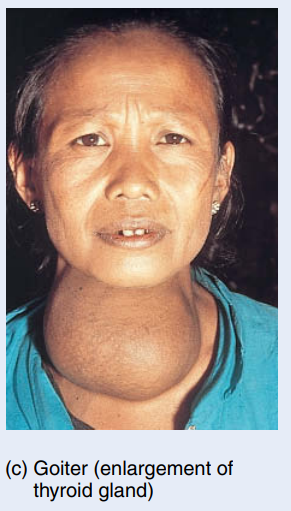 (c) Goiter (enlargement of
thyroid gland)